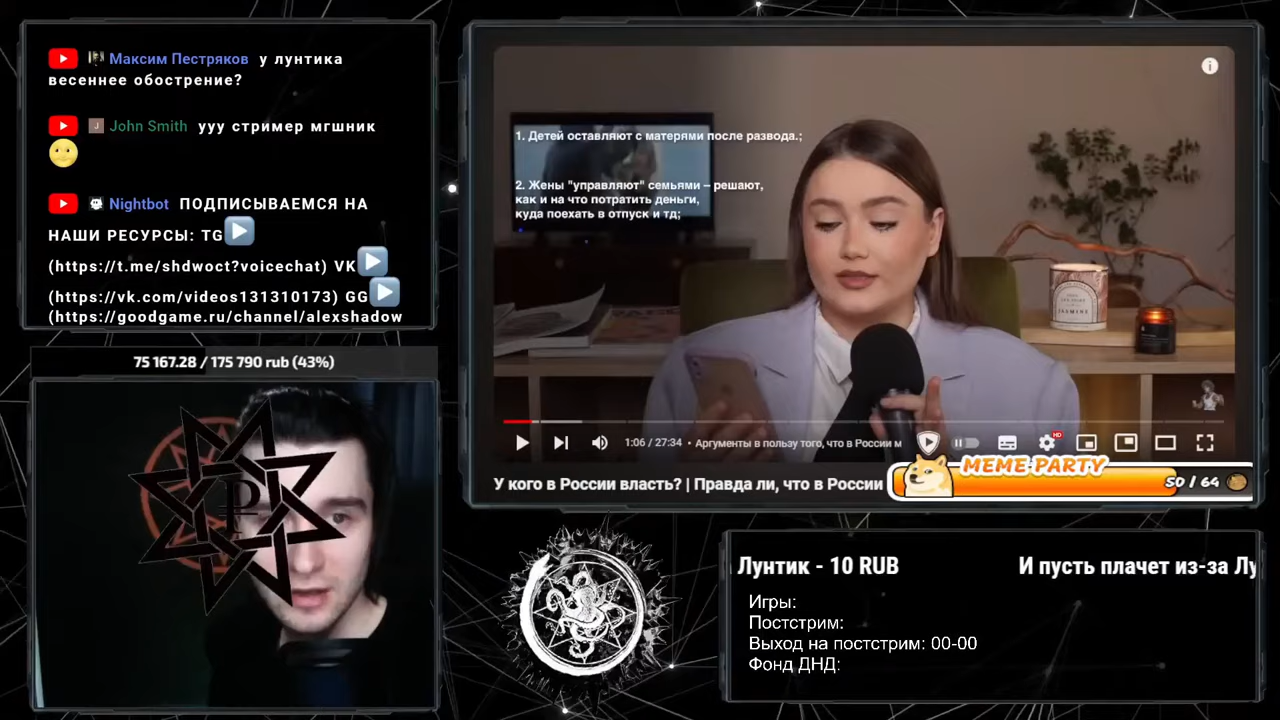 Максим Пестряков у лунтика
весеннее обострение?
John Smith ууу стример мгшник
Nightbot ПОДПИСЫВАЕМСЯ НА
НАШИ РЕСУРСЫ: TG
(https://t.me/shdwoct?voicechat) VK
(https://vk.com/videos131310173) GG
(https://goodgame.ru/channel/alexshadow
75 167.28 / 175 790 rub (43%)
₽
1. Детей оставляют с матерями после развода.;
2. Жены "управляют" семьями – решают,
как и на что потратить деньги,
куда поехать в отпуск и тд;
JASMINE
1:06 / 27:34 • Аргументы в пользу того, что в России м
HD
MEME PARTY
50 / 64
У кого в России власть? | Правда ли, что в России
Лунтик - 10 RUB И пусть плачет из-за Лу
Игры:
Постстрим:
Выход на постстрим: 00-00
Фонд ДНД: